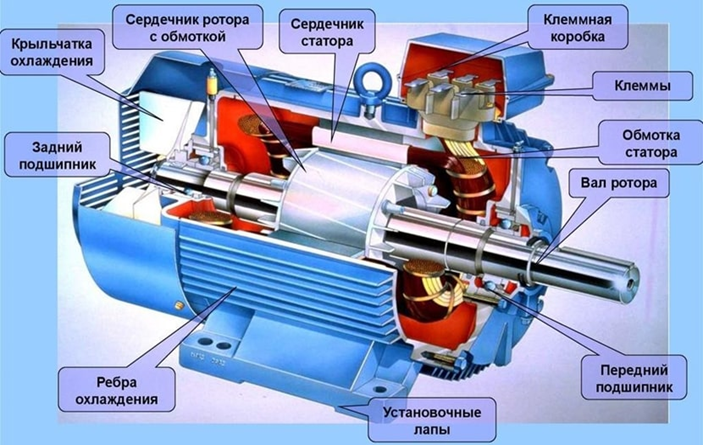 Крыльчатка
охлаждения
Сердечник ротора
с обмоткой
Сердечник
статора
Клеммная
коробка
Клеммы
Задний
подшипник
Обмотка
статора
Вал ротора
Ребра
охлаждения
Установочные
лапы
Передний
подшипник